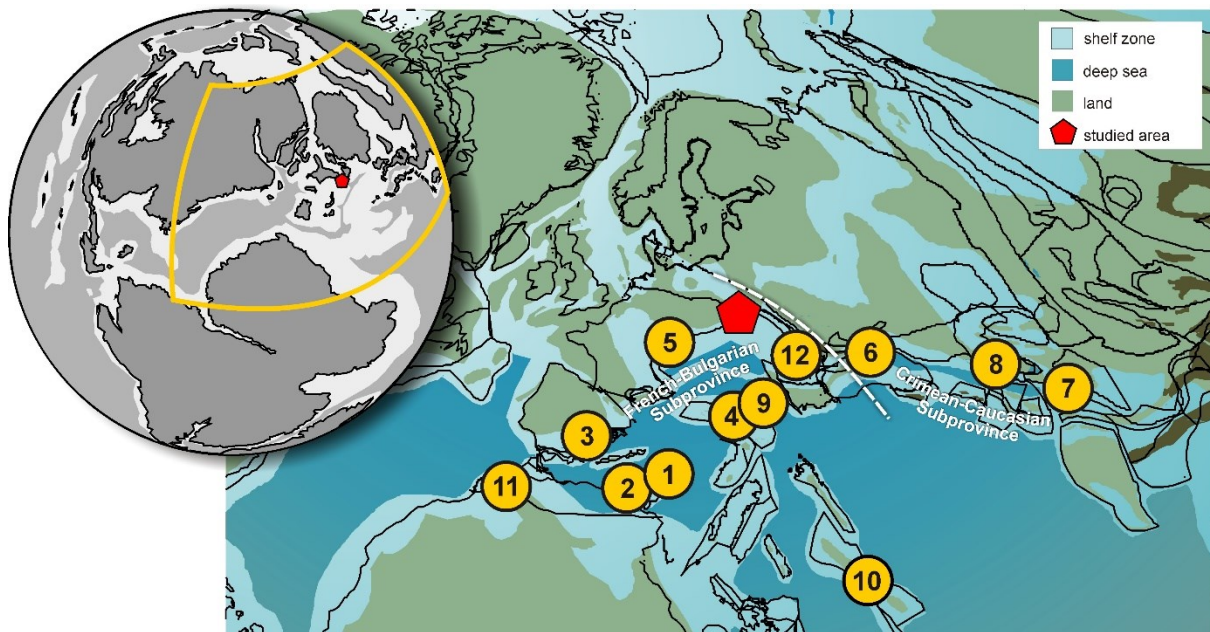 shelf zone
deep sea
land
studied area
5
12
6
8
7
French-Bulgarian
Subprovince
Crimean-Caucasian
Subprovince
9
4
3
1
2
11
10